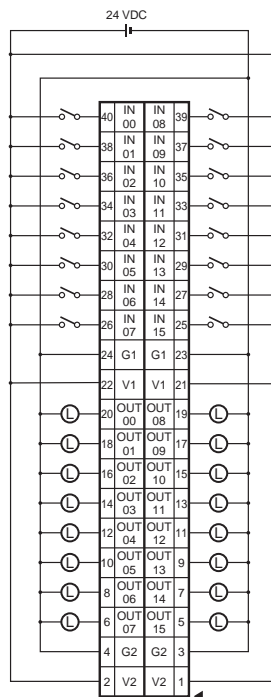 24 VDC
40 IN 00 IN 08 39
38 IN 01 IN 09 37
36 IN 02 IN 10 35
34 IN 03 IN 11 33
32 IN 04 IN 12 31
30 IN 05 IN 13 29
28 IN 06 IN 14 27
26 IN 07 IN 15 25
24 G1 G1 23
22 V1 V1 21
L 20 OUT 00 OUT 08 19 L
L 18 OUT 01 OUT 09 17 L
L 16 OUT 02 OUT 10 15 L
L 14 OUT 03 OUT 11 13 L
L 12 OUT 04 OUT 12 11 L
L 10 OUT 05 OUT 13 9 L
L 8 OUT 06 OUT 14 7 L
L 6 OUT 07 OUT 15 5 L
4 G2 G2 3
2 V2 V2 1